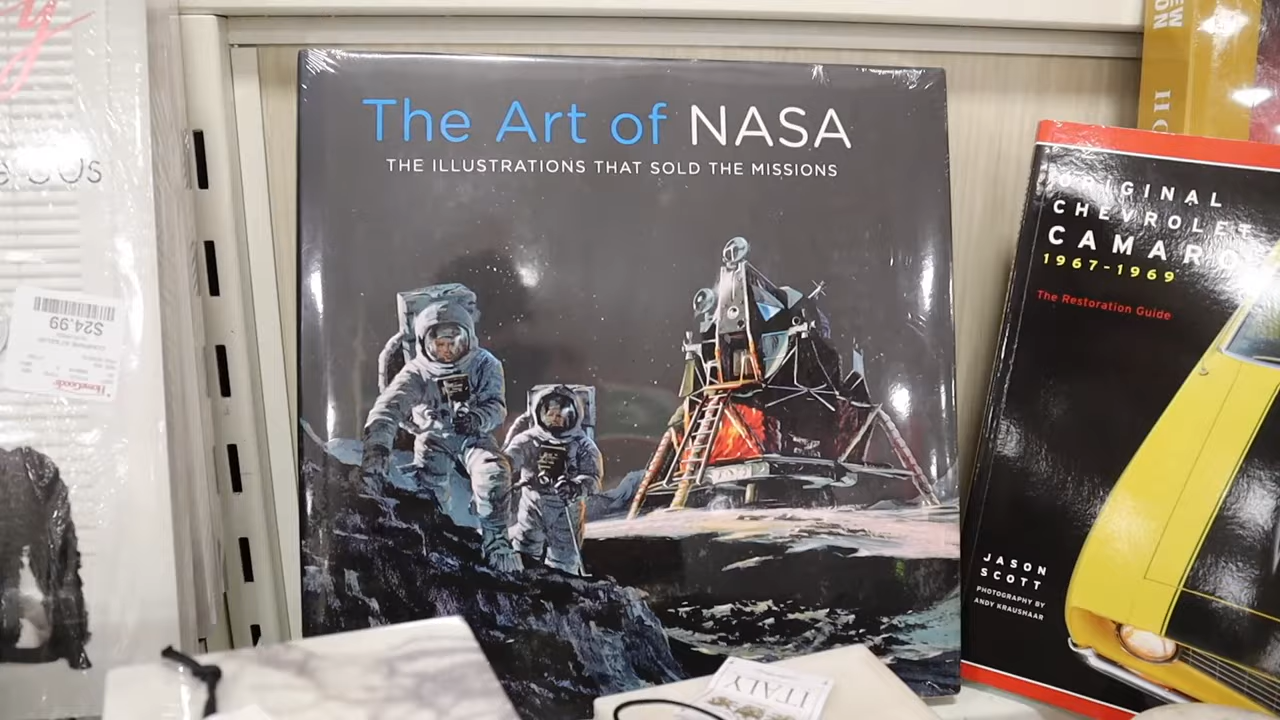 The Art of NASA
THE ILLUSTRATIONS THAT SOLD THE MISSIONS
ORIGINAL
CHEVROLET
CAMARO
1967-1969
The Restoration Guide
JASON
SCOTT
PHOTOGRAPHY BY
ANDY KRAUSHAAR
$24.99
HomeGoods
ITALY